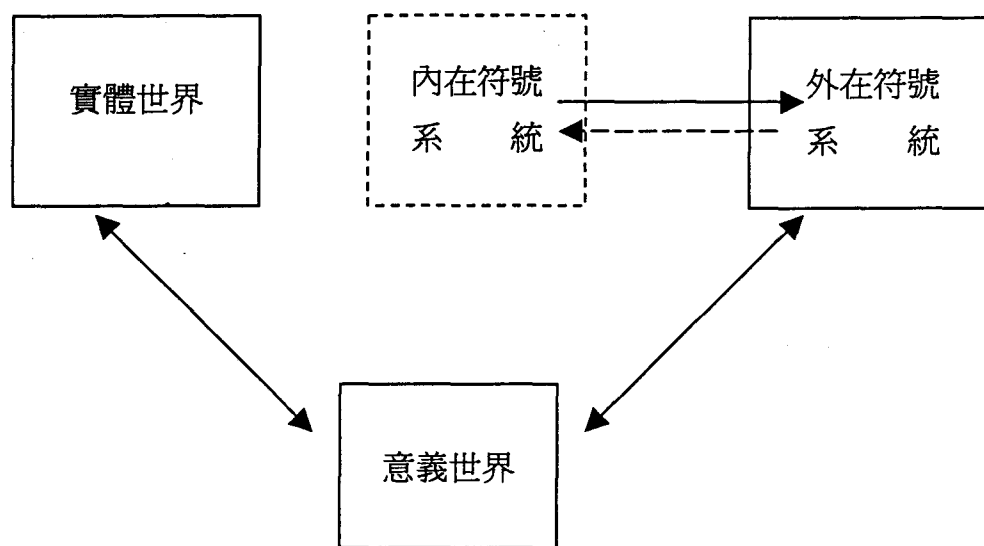 實體世界
內在符號
系 統
外在符號
系 統
意義世界